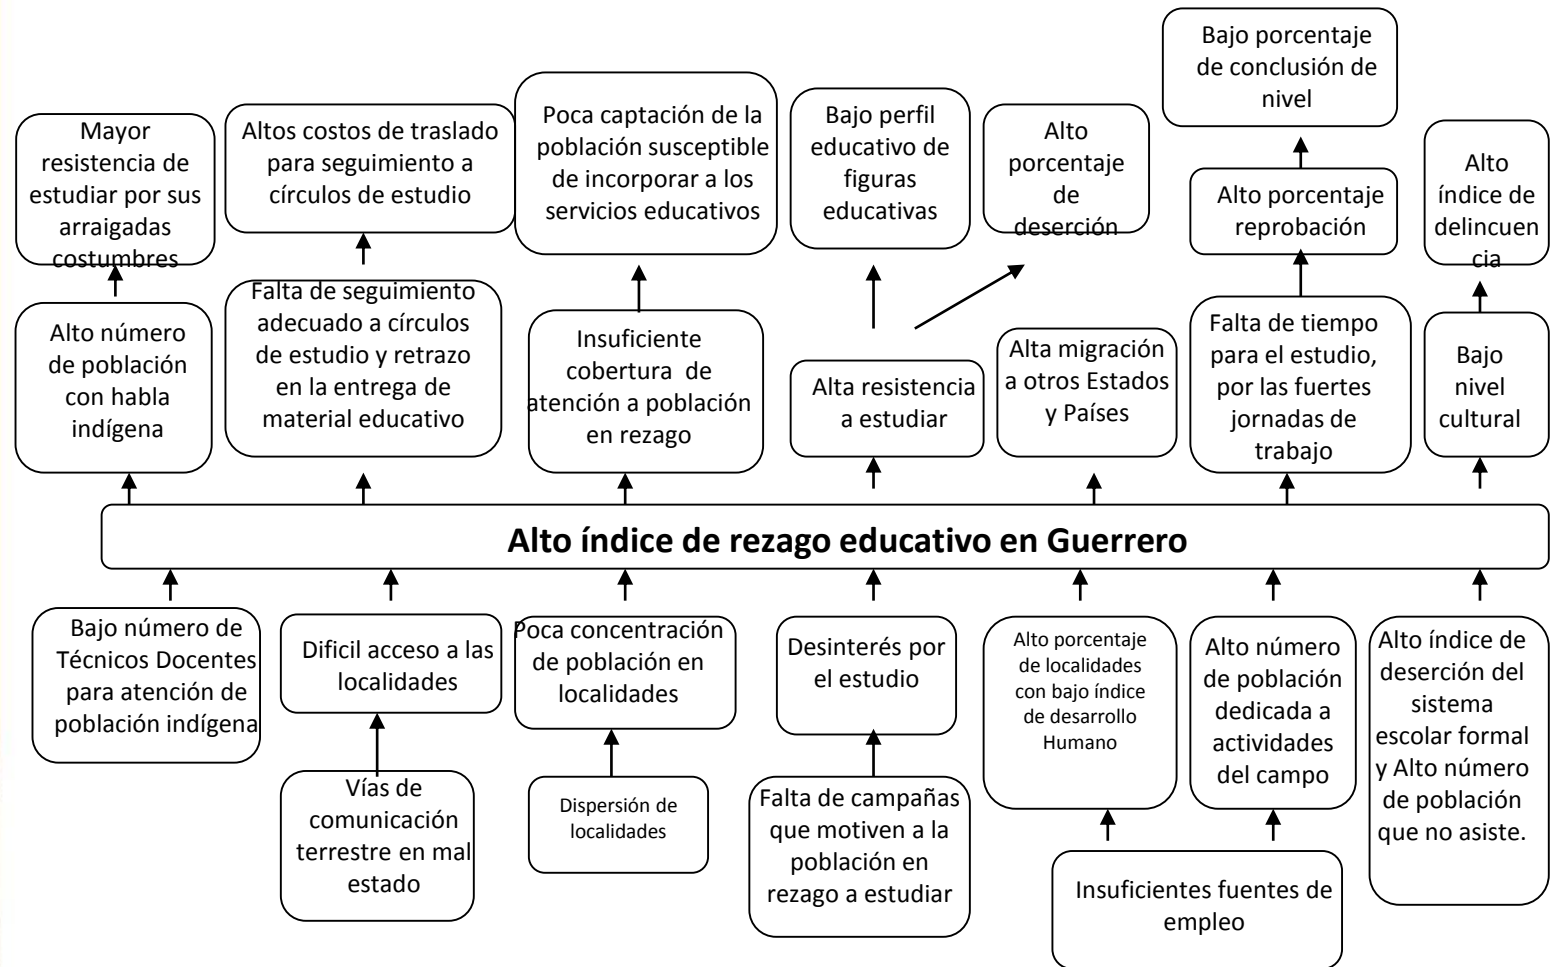 Bajo porcentaje
de conclusión de
nivel
Mayor
resistencia de
estudiar por sus
arraigadas
costumbres
Altos costos de traslado
para seguimiento a
círculos de estudio
Poca captación de la
población susceptible
de incorporar a los
servicios educativos
Bajo perfil
educativo de
figuras
educativas
Alto
porcentaje
de
deserción
Alto porcentaje
reprobación
Alto
índice de
delincuen
cia
Alto número
de población
con habla
indígena
Falta de seguimiento
adecuado a círculos
de estudio y retrazo
en la entrega de
material educativo
Insuficiente
cobertura de
atención a población
en rezago
Alta resistencia
a estudiar
Alta migración
a otros Estados
y Países
Falta de tiempo
para el estudio,
por las fuertes
jornadas de
trabajo
Bajo
nivel
cultural
Alto índice de rezago educativo en Guerrero
Bajo número de
Técnicos Docentes
para atención de
población indígena
Dificil acceso a las
localidades
Poca concentración
de población en
localidades
Desinterés por
el estudio
Alto porcentaje
de localidades
con bajo índice
de desarrollo
Humano
Alto número
de población
dedicada a
actividades
del campo
Alto índice de
deserción del
sistema
escolar formal
y Alto número
de población
que no asiste.
Vías de
comunicación
terrestre en mal
estado
Dispersión de
localidades
Falta de campañas
que motiven a la
población en
rezago a estudiar
Insuficientes fuentes de
empleo